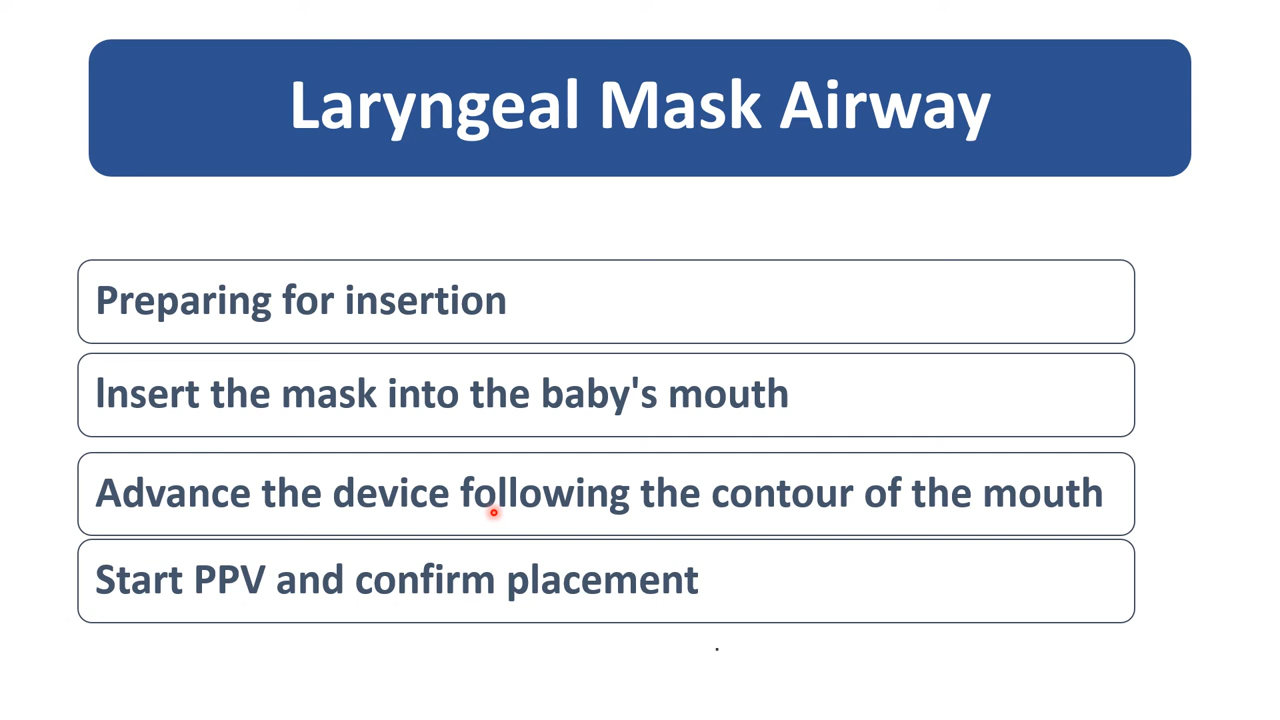 Laryngeal Mask Airway
Preparing for insertion
Insert the mask into the baby's mouth
Advance the device following the contour of the mouth
Start PPV and confirm placement
.